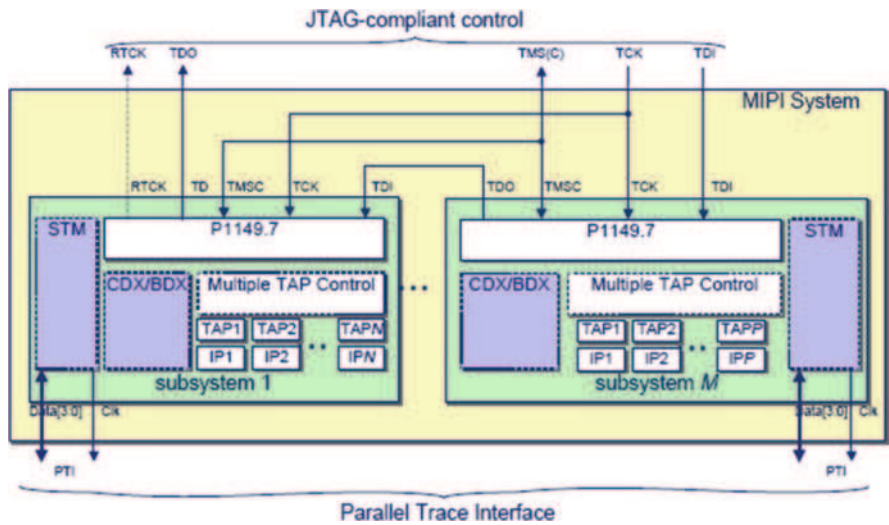 JTAG-compliant control
RTCK TDO TMS(C) TCK TDI
MIPI System
RTCK TD TMSC TCK TDI TDO TMSC TCK TDI
STM P1149.7 P1149.7 STM
CDX/BDX Multiple TAP Control CDX/BDX Multiple TAP Control
TAP1 TAP2 TAPN TAP1 TAP2 TAPP
IP1 IP2 IPN IP1 IP2 IPP
subsystem 1 subsystem M
Data[3:0] Clk Data[3:0] Clk
PTI PTI
Parallel Trace Interface